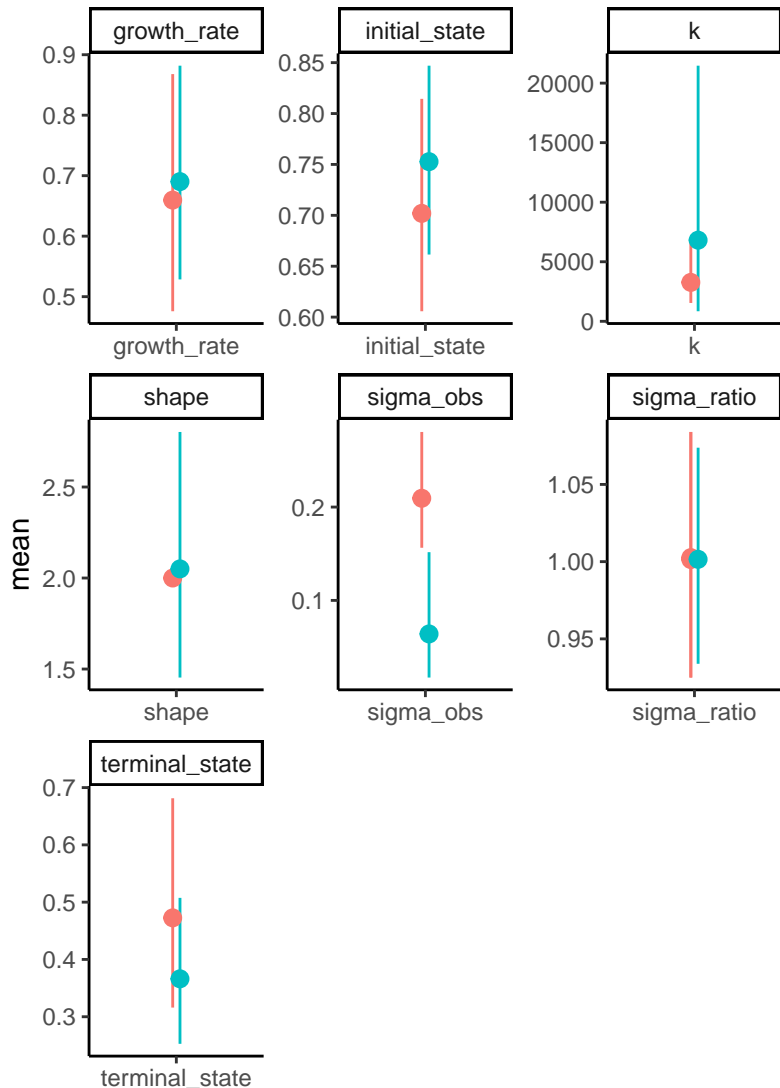 growth_rate
initial_state
k
0.9
0.8
0.7
0.6
0.5
0.85
0.80
0.75
0.70
0.65
0.60
20000
15000
10000
5000
0
growth_rate
initial_state
k
shape
sigma_obs
sigma_ratio
mean
2.5
2.0
1.5
0.2
0.1
1.05
1.00
0.95
shape
sigma_obs
sigma_ratio
terminal_state
0.7
0.6
0.5
0.4
0.3
terminal_state